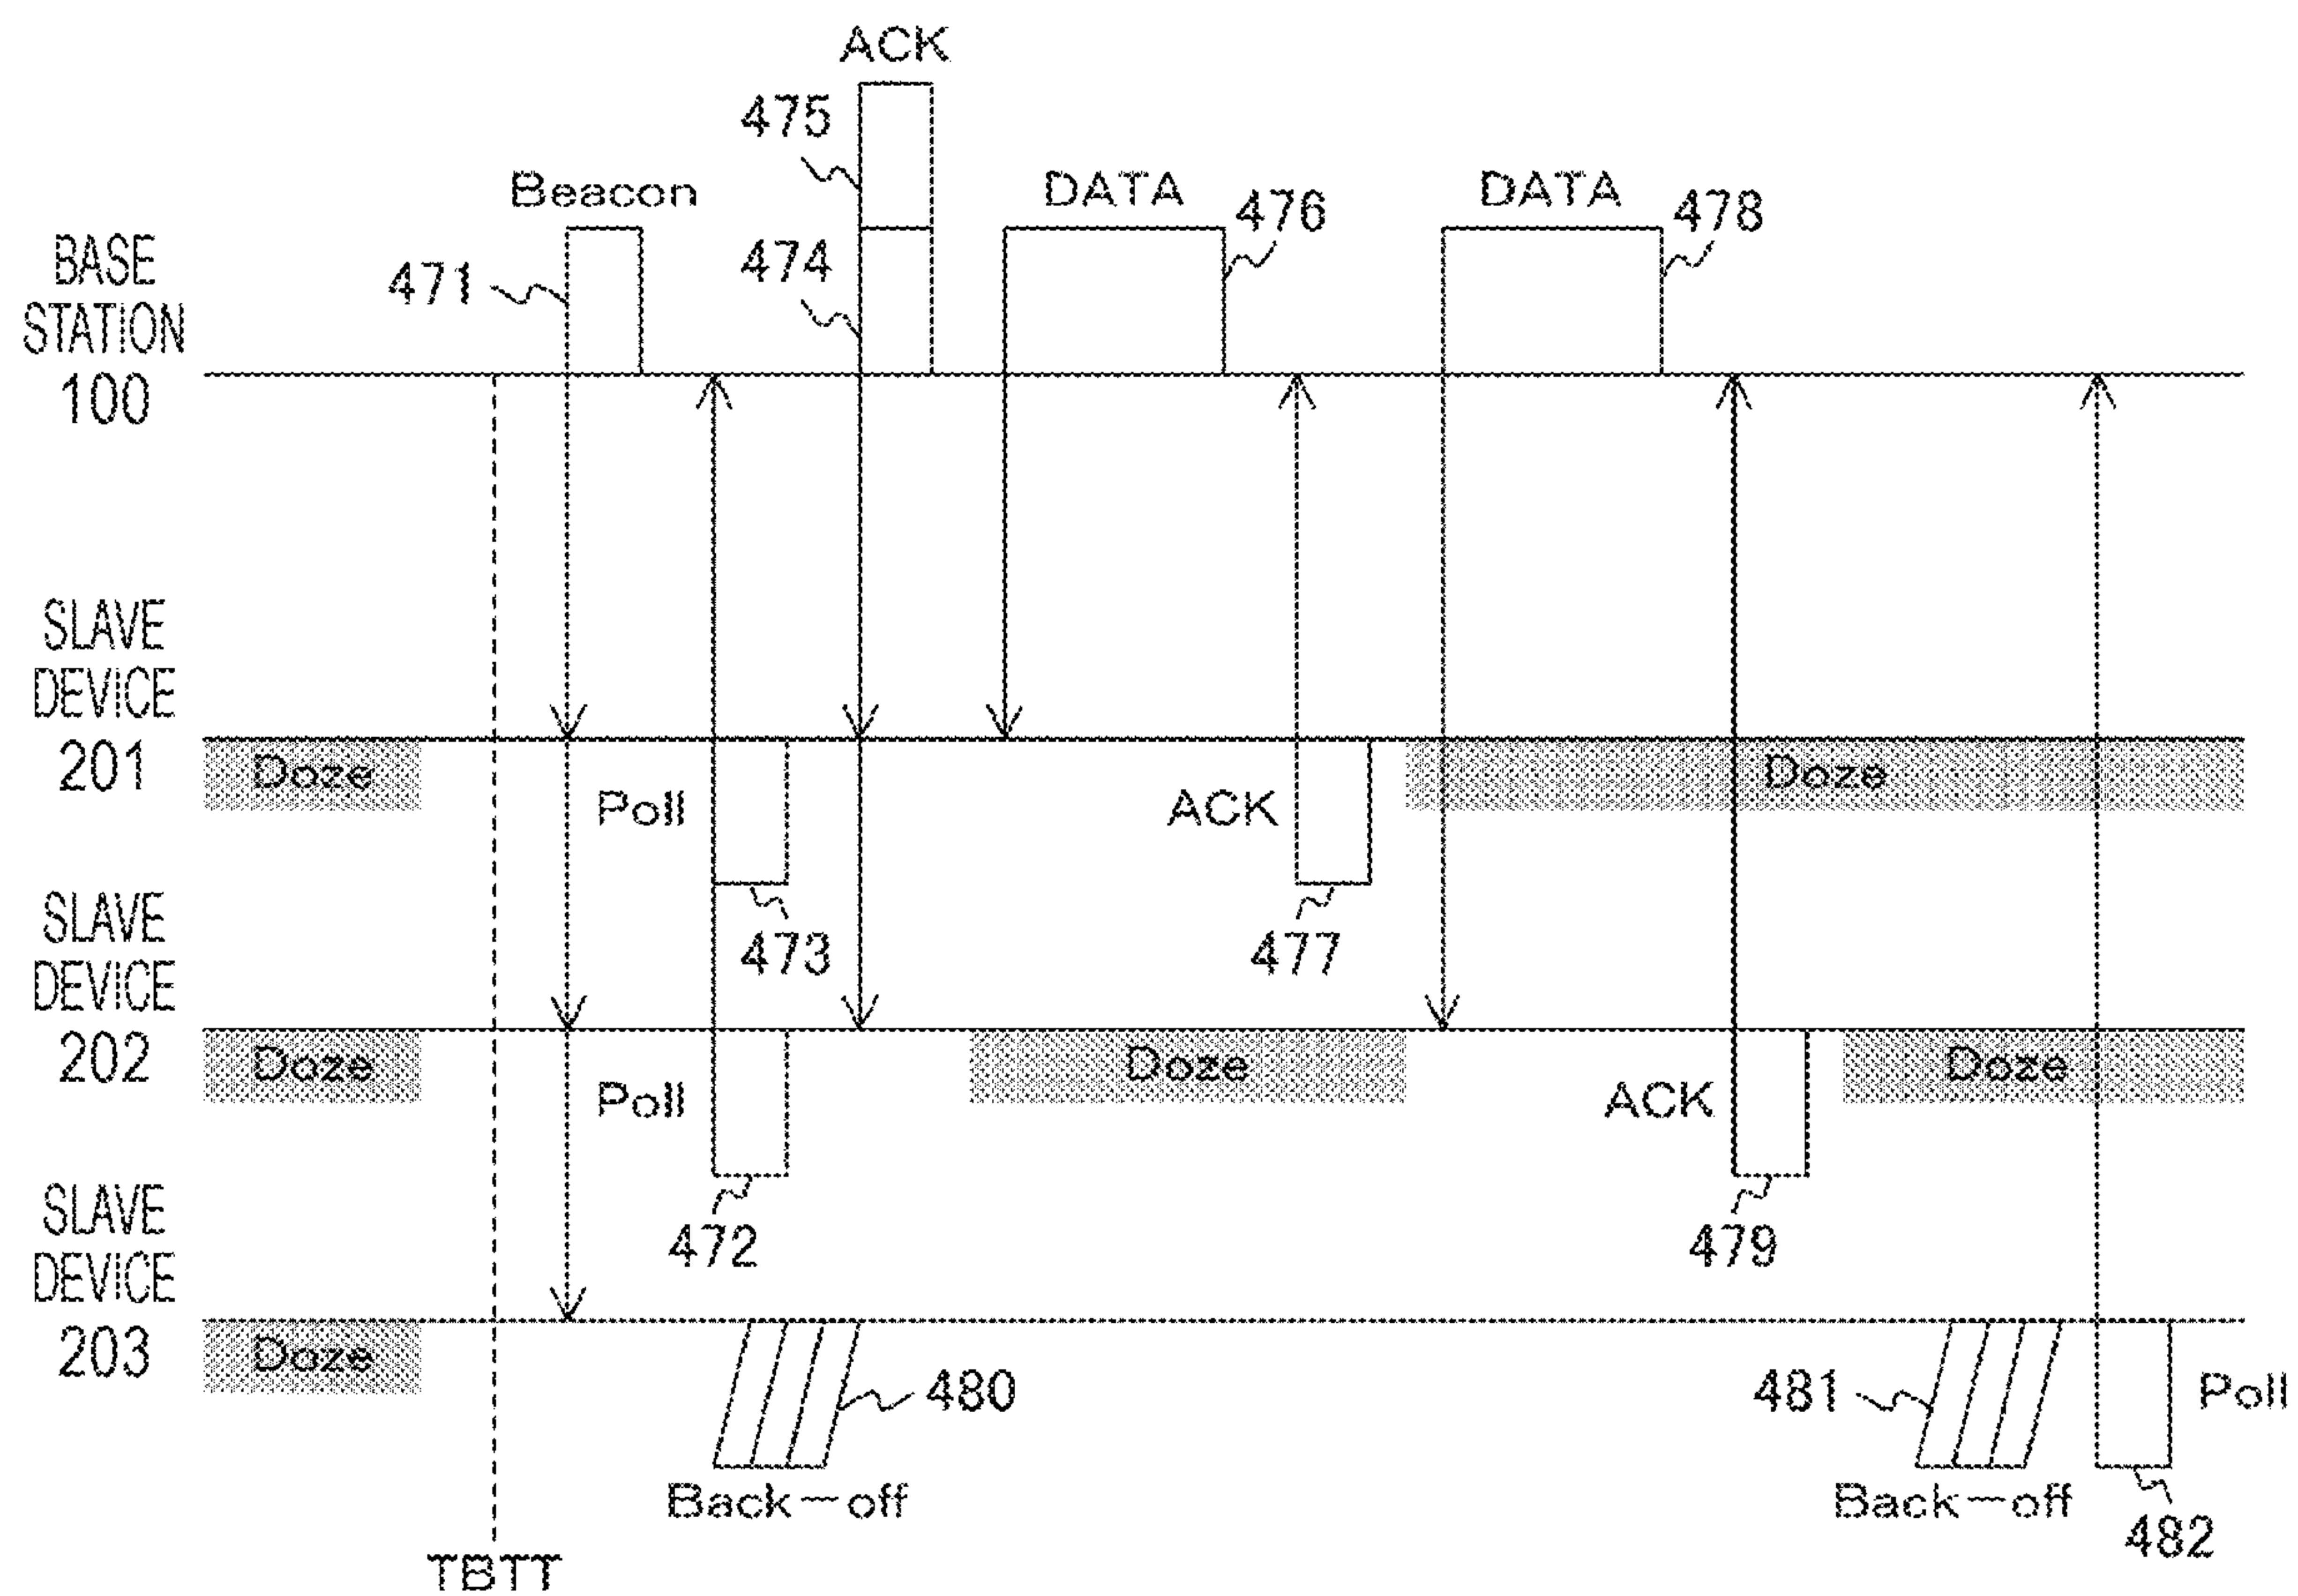 ACK
475
Beacon
DATA
476
DATA
478
474
471
BASE
STATION
100
SLAVE
DEVICE
201
Doze
Doze
Poll
ACK
473
477
SLAVE
DEVICE
202
Doze
Doze
Doze
Poll
ACK
472
479
SLAVE
DEVICE
203
Doze
480
481
Poll
Back-off
Back-off
482
TBTT